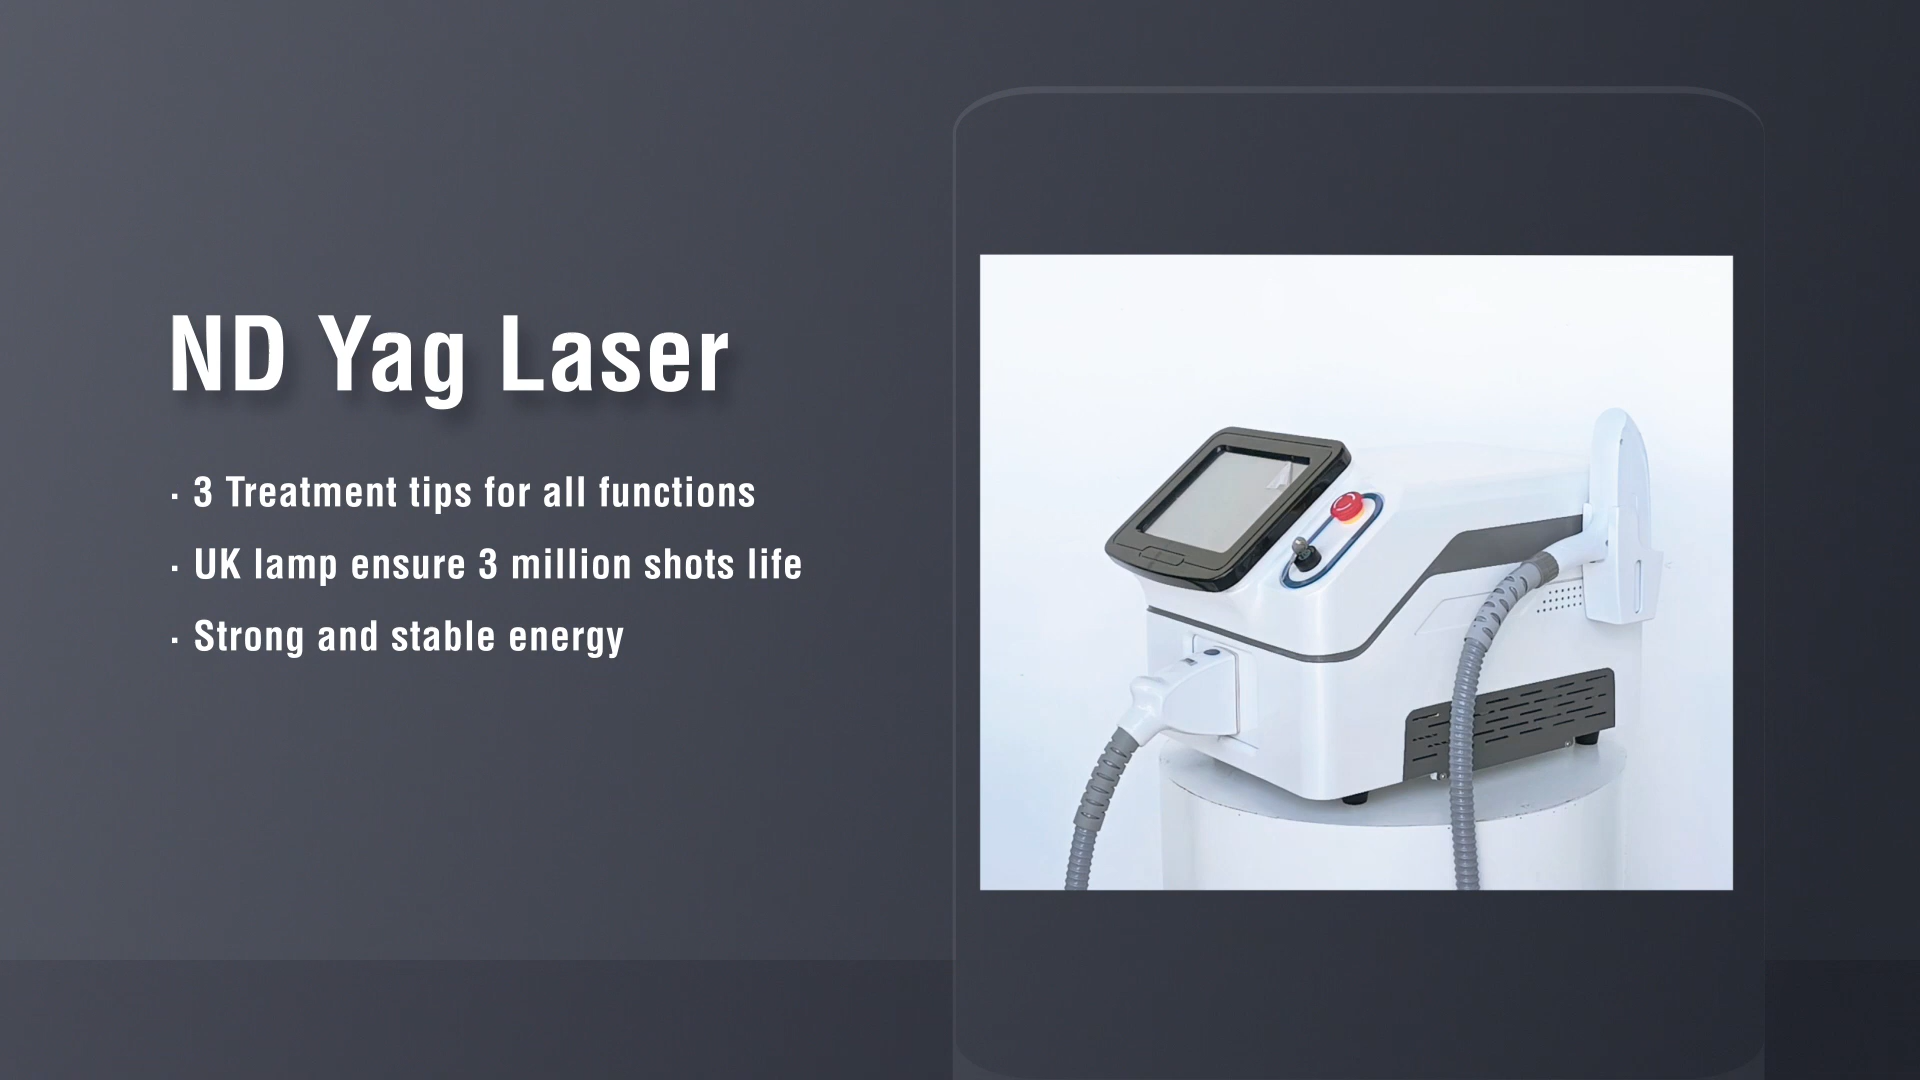 ND Yag Laser
· 3 Treatment tips for all functions
· UK lamp ensure 3 million shots life
· Strong and stable energy